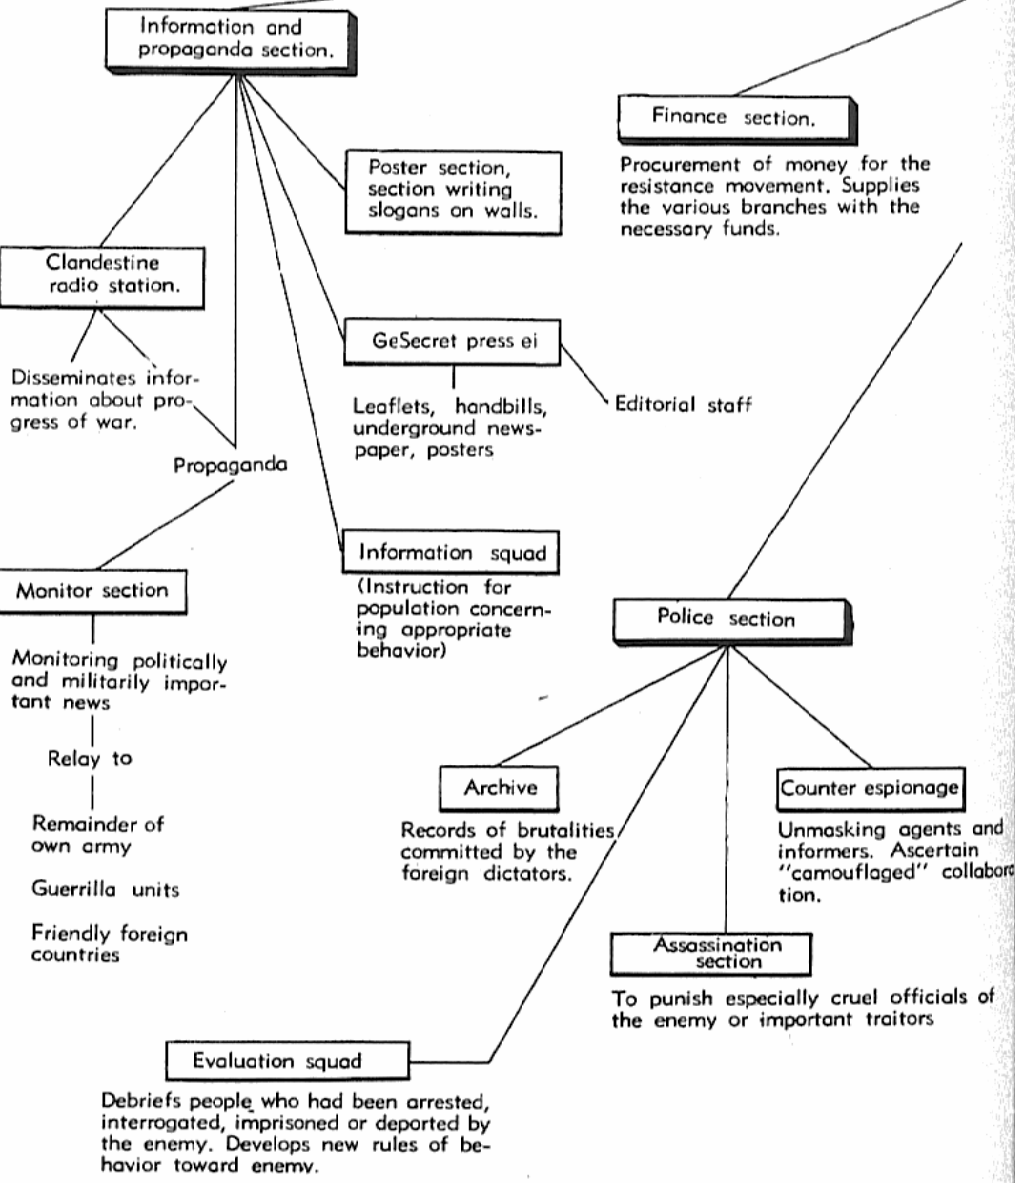 Information and
propaganda section.
Finance section.
Procurement of money for the
resistance movement. Supplies
the various branches with the
necessary funds.
Poster section,
section writing
slogans on walls.
Clandestine
radio station.
Disseminates infor-
mation about pro-
gress of war.
GeSecret press ei
Leaflets, handbills,
underground news-
paper, posters
Editorial staff
Propaganda
Information squad
(Instruction for
population concern-
ing appropriate
behavior)
Monitor section
Monitoring politically
and militarily impor-
tant news
Relay to
Remainder of
own army
Guerrilla units
Friendly foreign
countries
Police section
Archive
Records of brutalities
committed by the
foreign dictators.
Counter espionage
Unmasking agents and
informers. Ascertain
"camouflaged" collabora
tion.
Assassination
section
To punish especially cruel officials of
the enemy or important traitors
Evaluation squad
Debriefs people who had been arrested,
interrogated, imprisoned or deported by
the enemy. Develops new rules of be-
havior toward enemy.